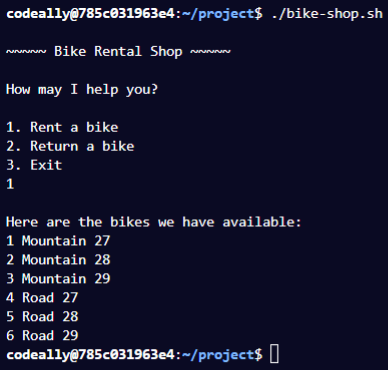 codeally@785c031963e4:~/project$ ./bike-shop.sh
~~~~~ Bike Rental Shop ~~~~~
How may I help you?
1. Rent a bike
2. Return a bike
3. Exit
1
Here are the bikes we have available:
1 Mountain 27
2 Mountain 28
3 Mountain 29
4 Road 27
5 Road 28
6 Road 29
codeally@785c031963e4:~/project$